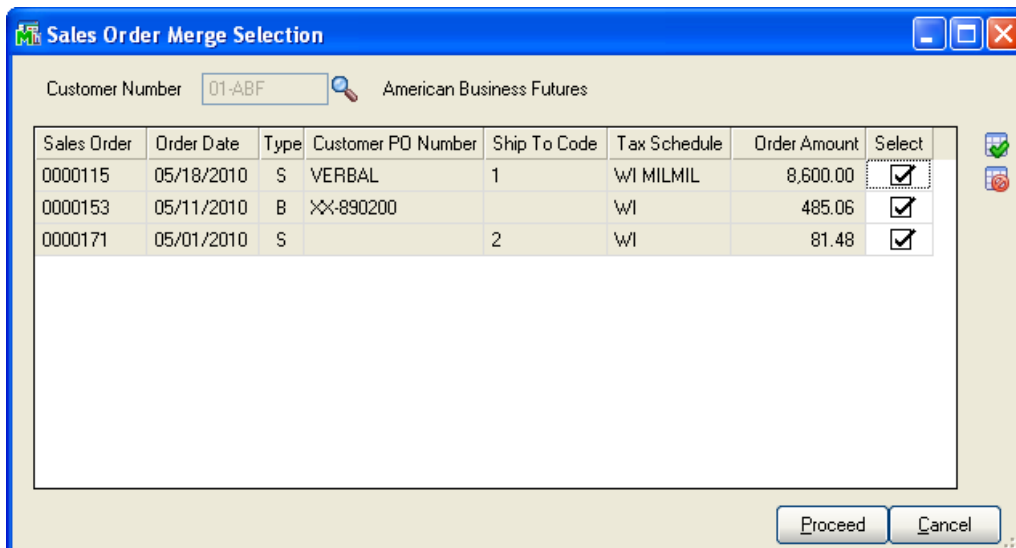 Sales Order Merge Selection
Customer Number 01-ABF American Business Futures
Sales Order Order Date Type Customer PO Number Ship To Code Tax Schedule Order Amount Select
0000115 05/18/2010 S VERBAL 1 WI MILMIL 8,600.00
0000153 05/11/2010 B XX-890200 WI 485.06
0000171 05/01/2010 S 2 WI 81.48
Proceed Cancel